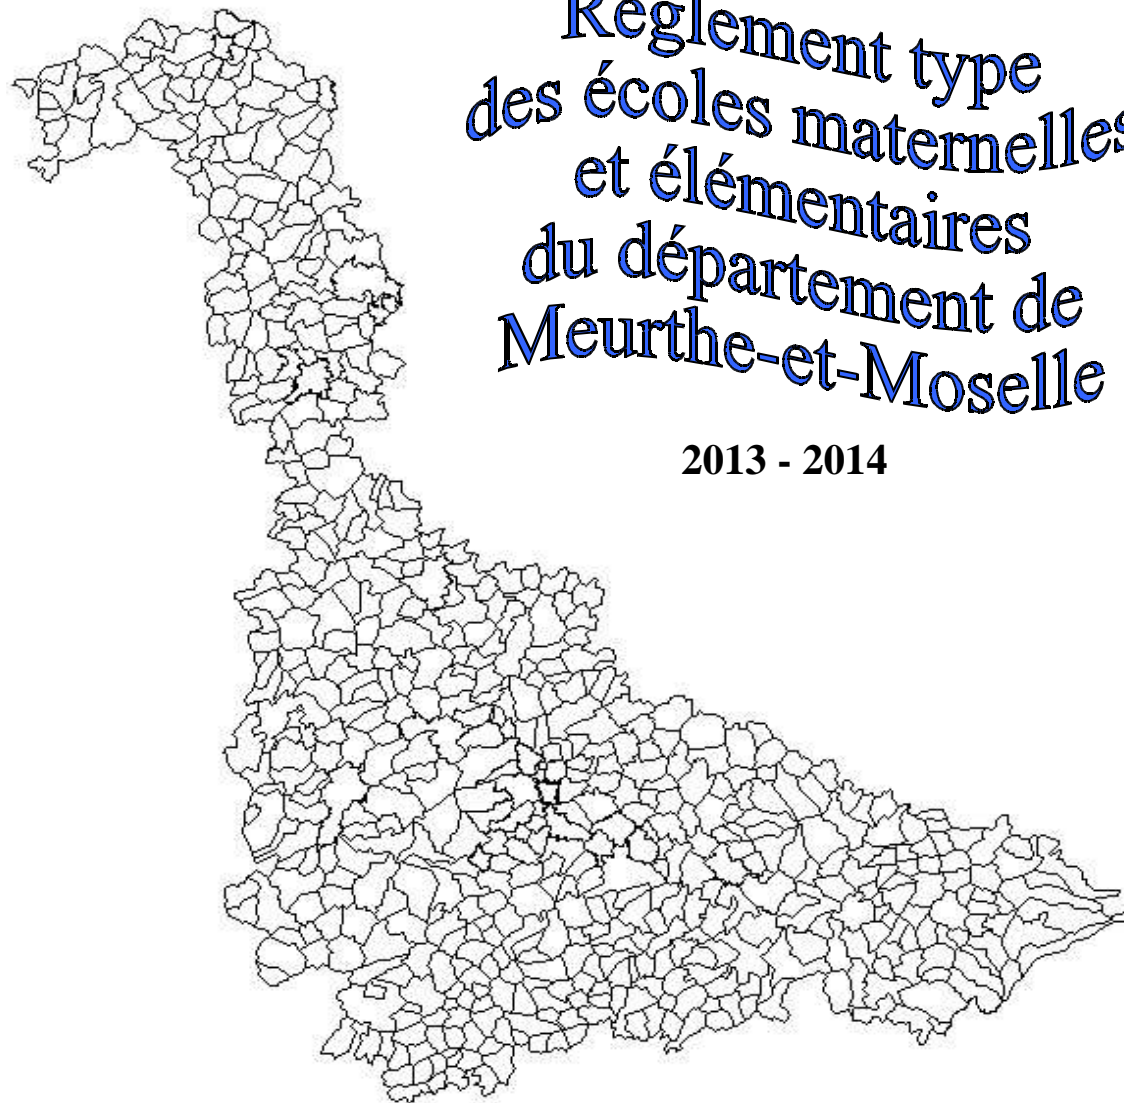 Règlement type
des écoles maternelles
et élémentaires
du département de
Meurthe-et-Moselle
2013 - 2014